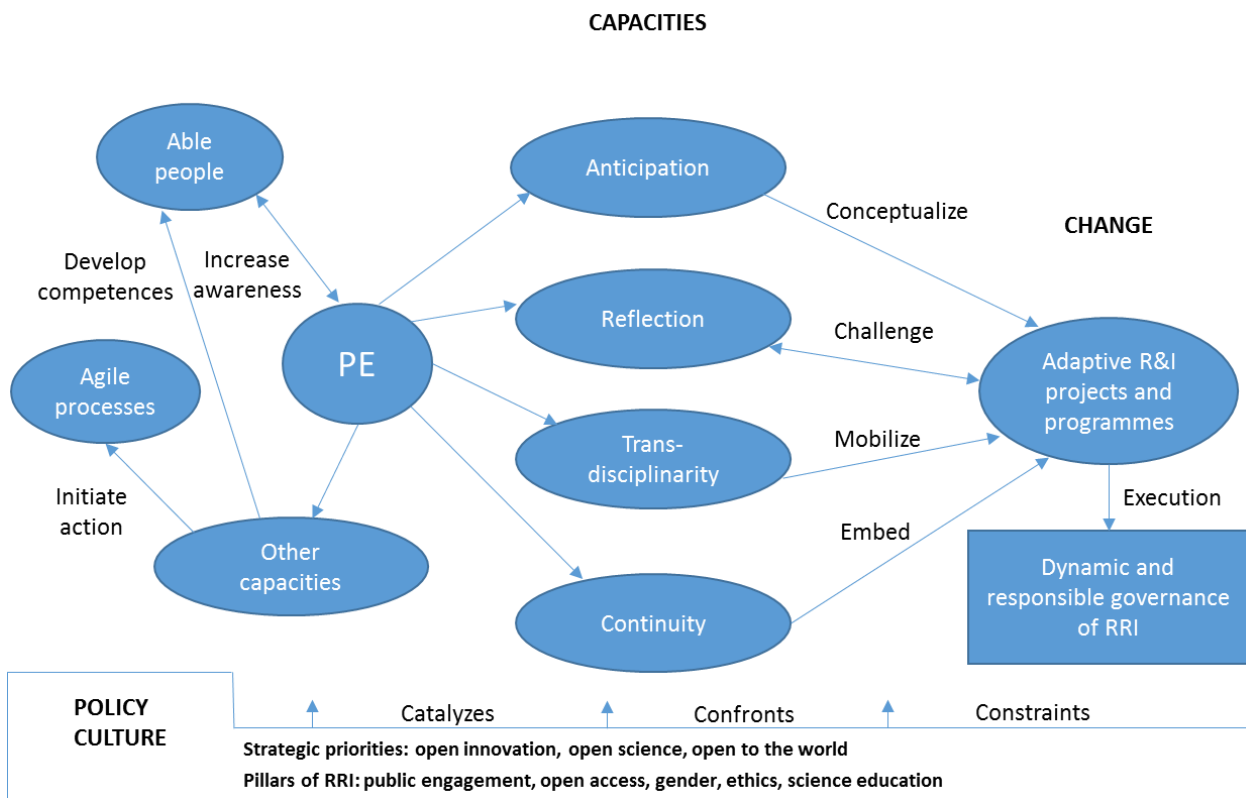 CAPACITIES
Able
people
Anticipation
Conceptualize
CHANGE
Develop
competences
Increase
awareness
Reflection
Challenge
PE
Agile
processes
Adaptive R&I
projects and
programmes
Trans-
disciplinarity
Mobilize
Initiate
action
Execution
Embed
Other
capacities
Continuity
Dynamic and
responsible governance
of RRI
POLICY
CULTURE
Catalyzes
Confronts
Constraints
Strategic priorities: open innovation, open science, open to the world
Pillars of RRI: public engagement, open access, gender, ethics, science education